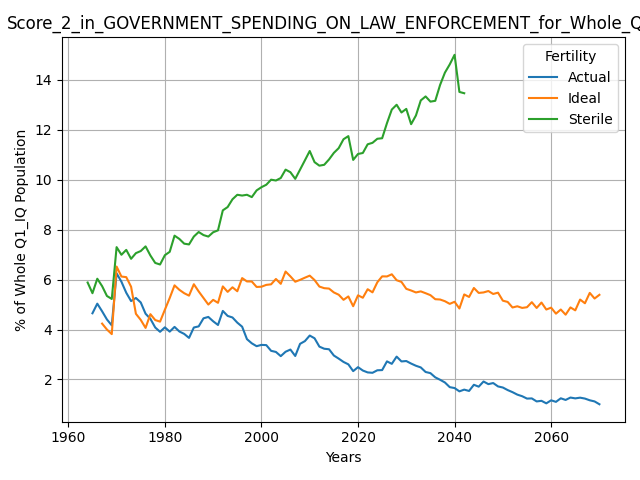 Score_2_in_GOVERNMENT_SPENDING_ON_LAW_ENFORCEMENT_for_Whole_Q
Fertility
Actual
Ideal
Sterile
14
12
10
8
6
4
2
% of Whole Q1_IQ Population
1960
1980
2000
2020
2040
2060
Years